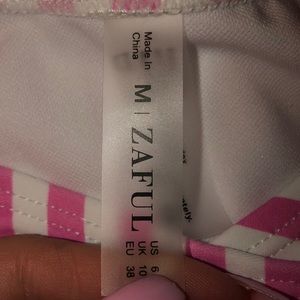 Made In
China
M | ZAFUL
US 6
UK 10
EU 38